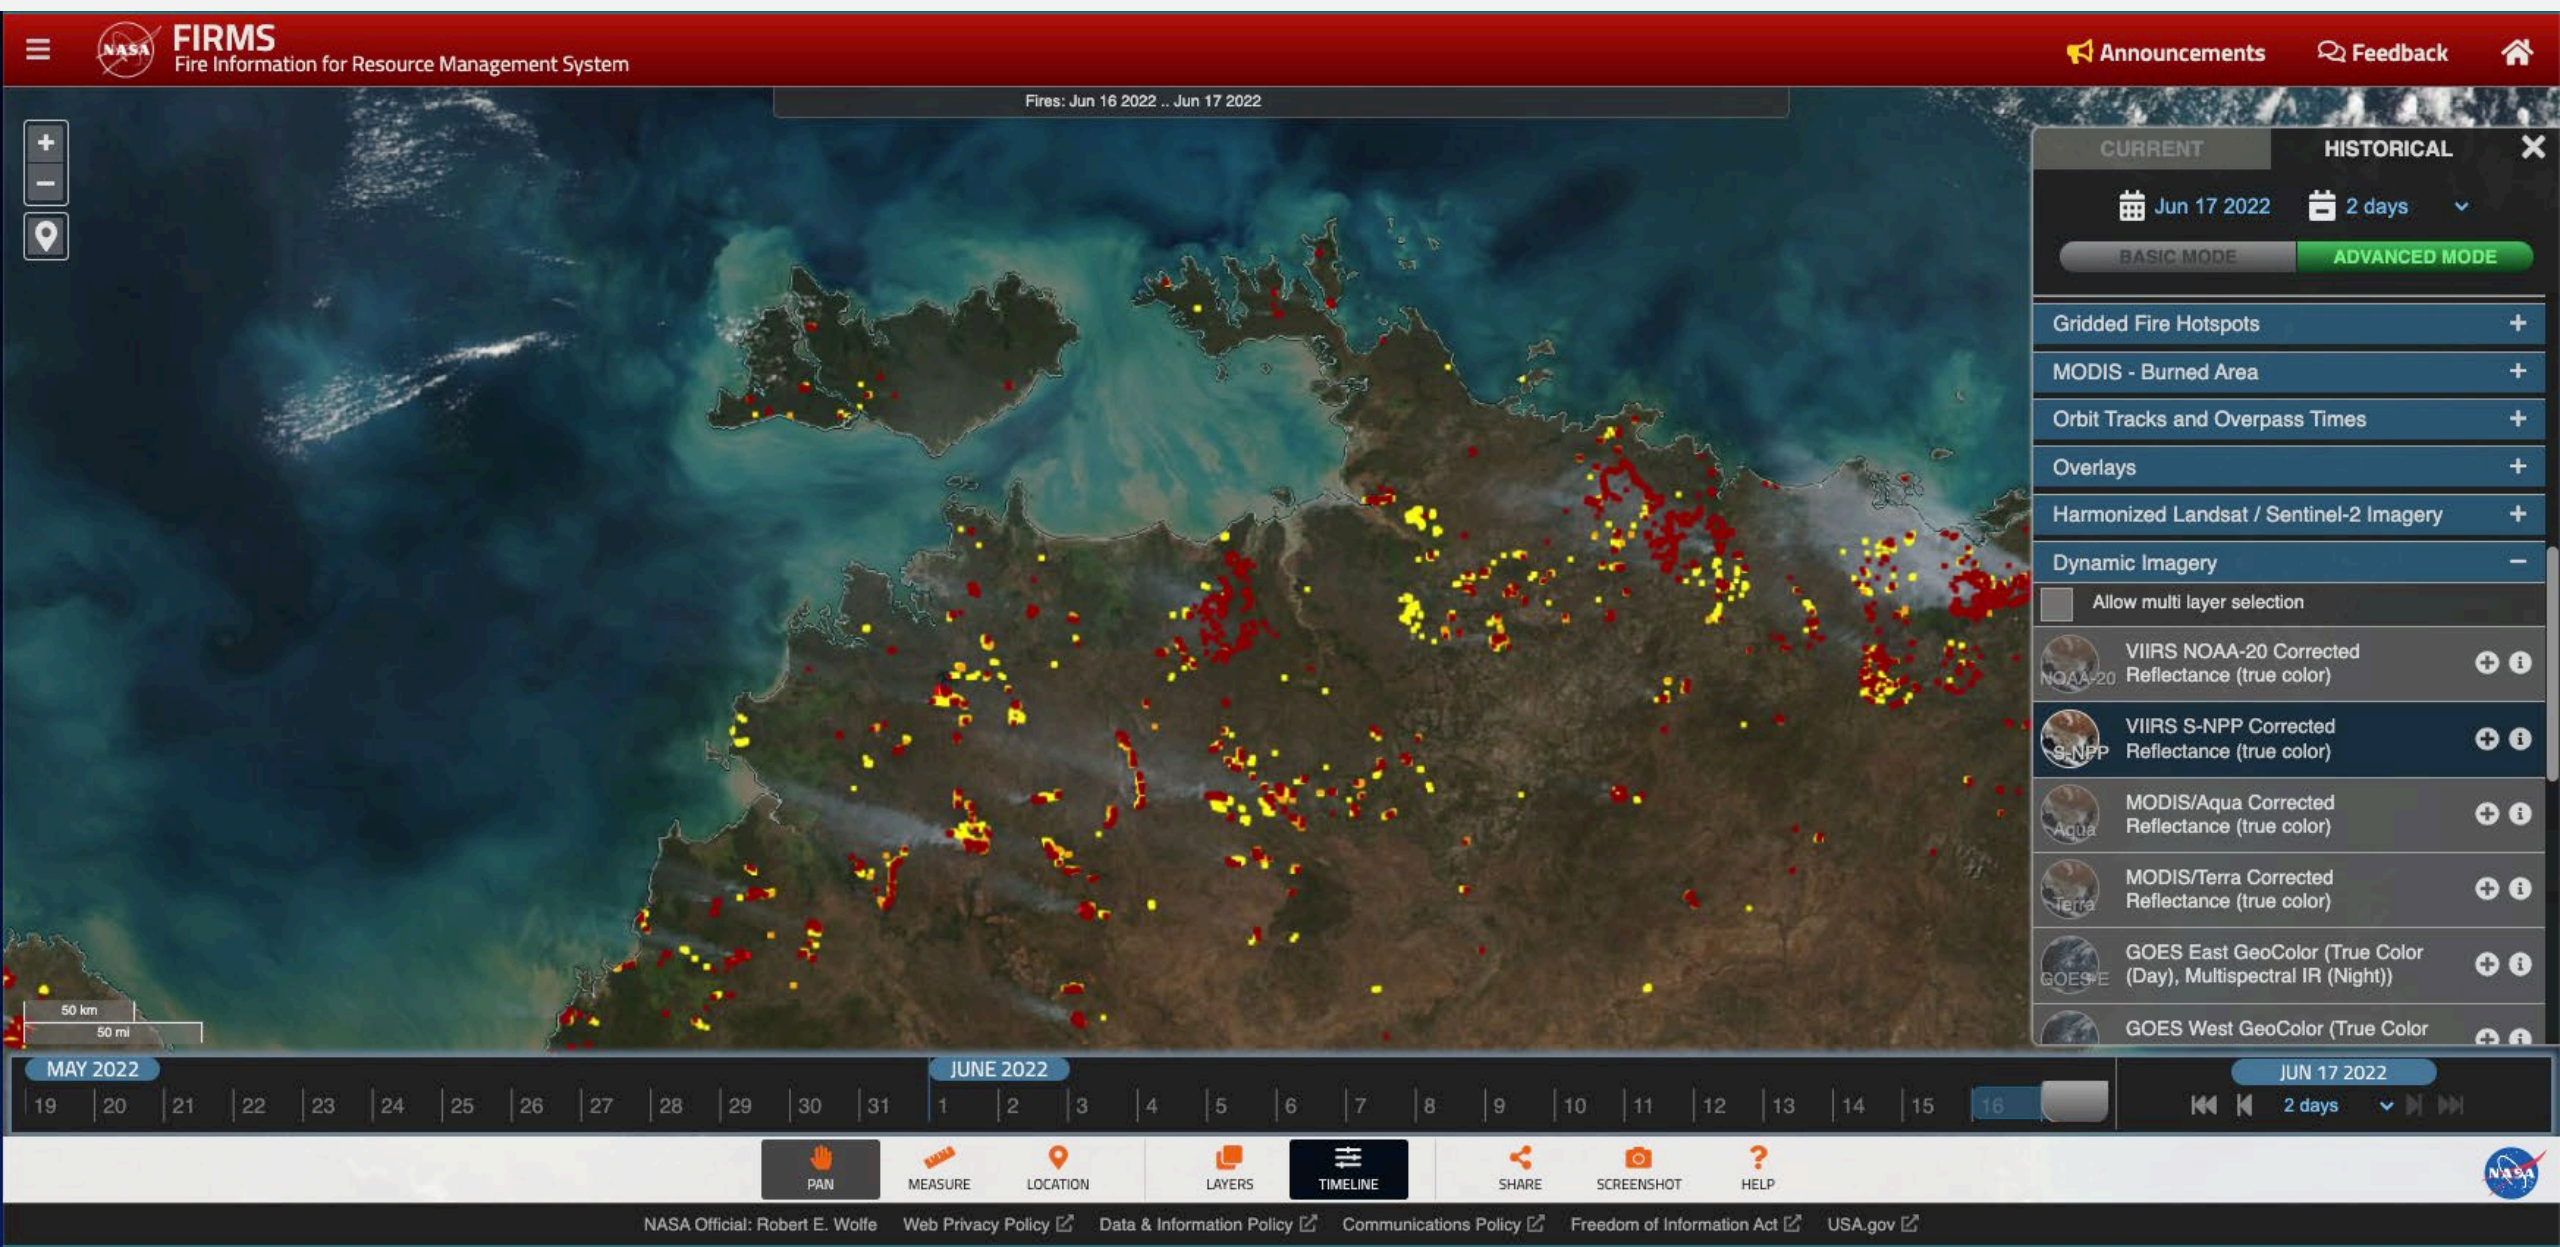 NASA
FIRMS
Fire Information for Resource Management System
Announcements
Feedback
Fires: Jun 16 2022 .. Jun 17 2022
CURRENT
HISTORICAL
Jun 17 2022
2 days
BASIC MODE
ADVANCED MODE
Gridded Fire Hotspots
MODIS - Burned Area
Orbit Tracks and Overpass Times
Overlays
Harmonized Landsat / Sentinel-2 Imagery
Dynamic Imagery
Allow multi layer selection
NOAA-20
VIIRS NOAA-20 Corrected
Reflectance (true color)
S-NPP
VIIRS S-NPP Corrected
Reflectance (true color)
Aqua
MODIS/Aqua Corrected
Reflectance (true color)
Terra
MODIS/Terra Corrected
Reflectance (true color)
GOES-E
GOES East GeoColor (True Color
(Day), Multispectral IR (Night))
GOES West GeoColor (True Color
50 km
50 mi
MAY 2022
JUNE 2022
19 20 21 22 23 24 25 26 27 28 29 30 31 1 2 3 4 5 6 7 8 9 10 11 12 13 14 15 16
JUN 17 2022
2 days
PAN
MEASURE
LOCATION
LAYERS
TIMELINE
SHARE
SCREENSHOT
HELP
NASA
NASA Official: Robert E. Wolfe Web Privacy Policy Data & Information Policy Communications Policy Freedom of Information Act USA.gov